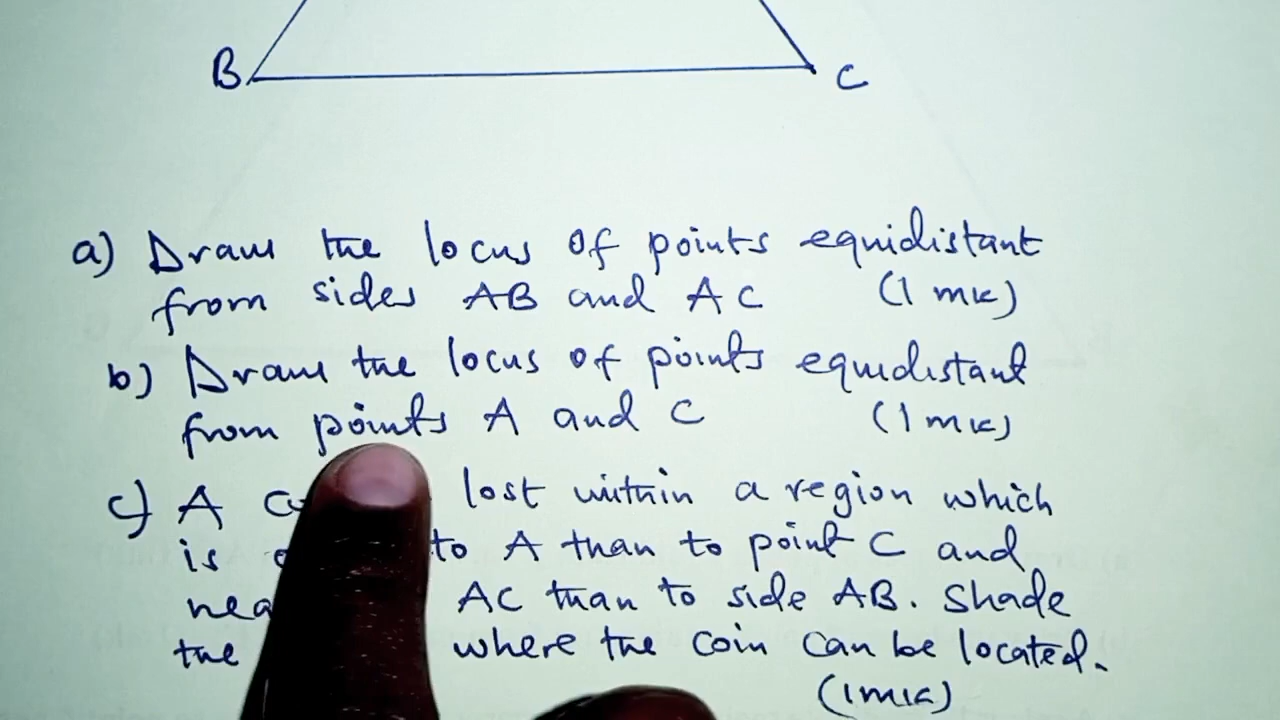 B
C
a) Draw the locus of points equidistant
from sides AB and AC (1 mk)
b) Draw the locus of points equidistant
from points A and C (1 mk)
c) A lost within a region which
is to A than to point C and
AC than to side AB. Shade
the where the coin can be located.
(1mk)